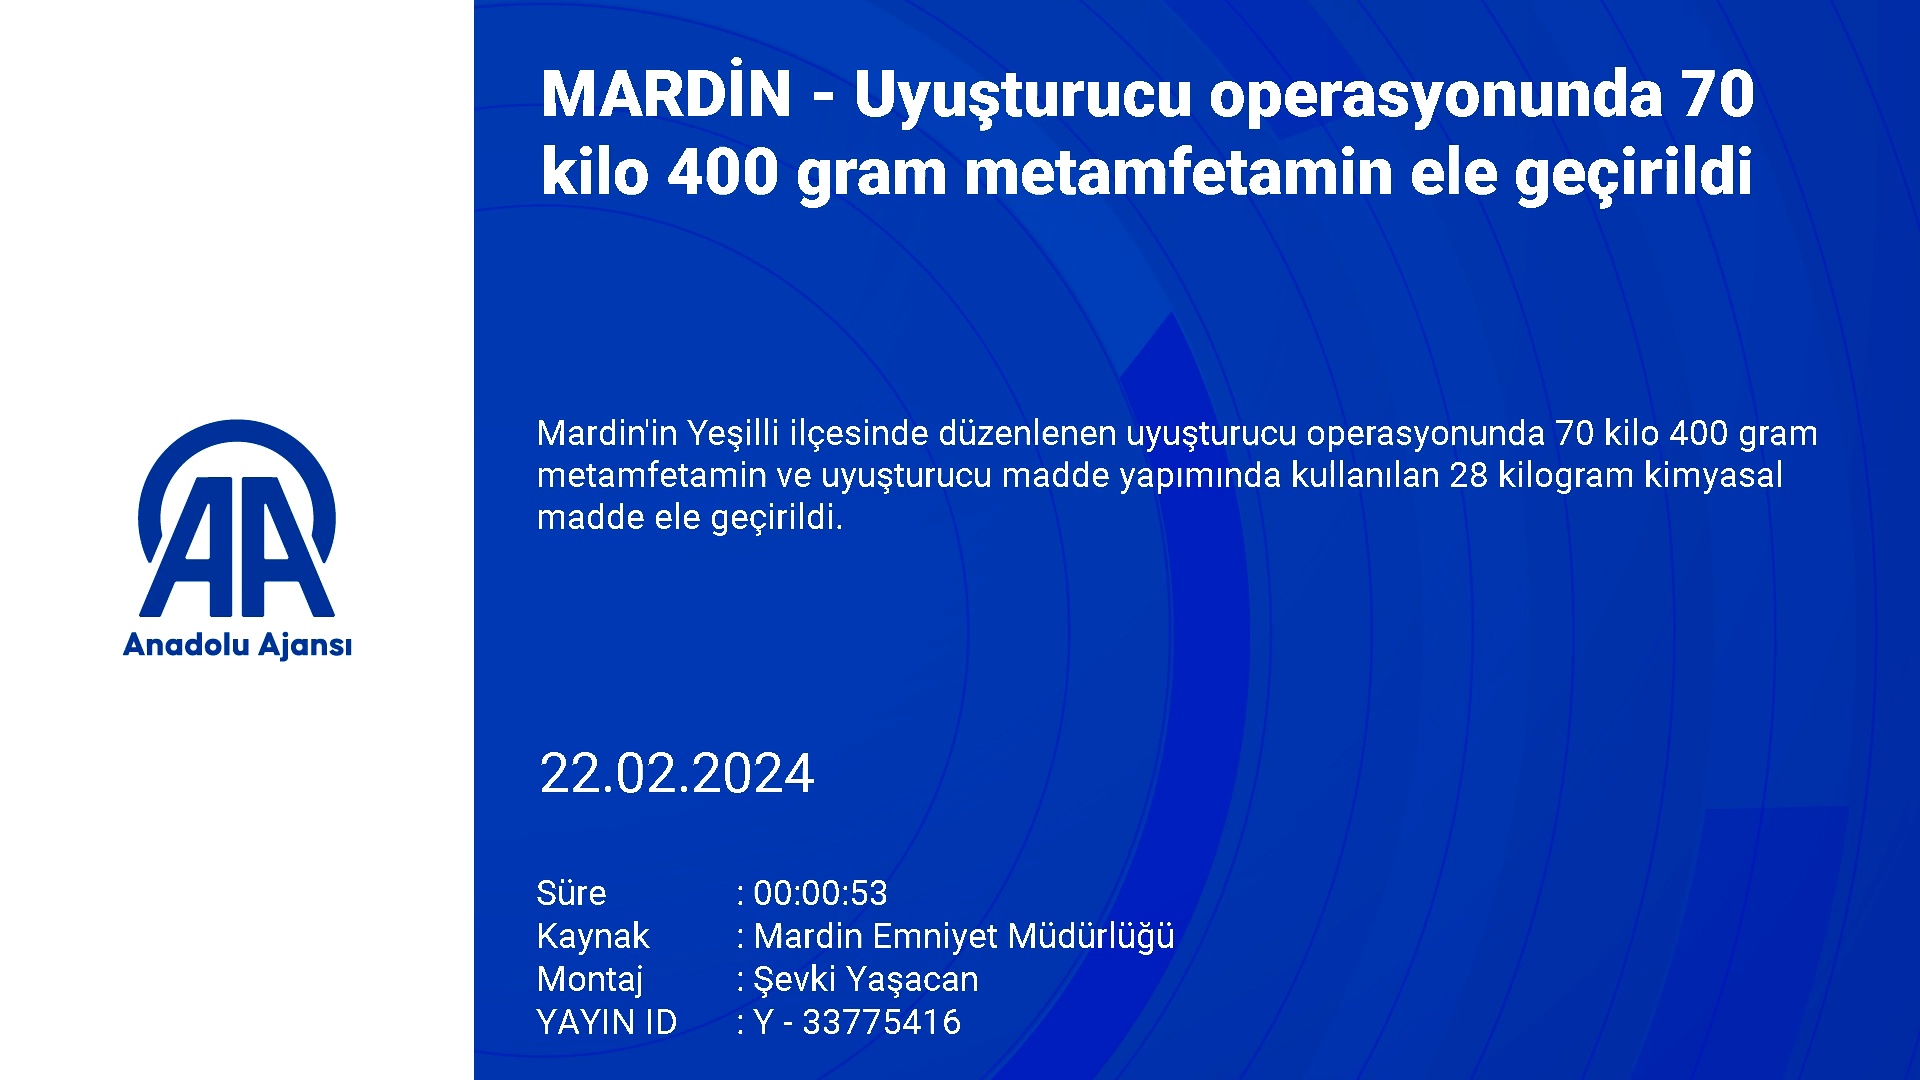 MARDİN - Uyuşturucu operasyonunda 70
kilo 400 gram metamfetamin ele geçirildi
Mardin'in Yeşilli ilçesinde düzenlenen uyuşturucu operasyonunda 70 kilo 400 gram
metamfetamin ve uyuşturucu madde yapımında kullanılan 28 kilogram kimyasal
madde ele geçirildi.
AA
Anadolu Ajansı
22.02.2024
Süre : 00:00:53
Kaynak : Mardin Emniyet Müdürlüğü
Montaj : Şevki Yaşacan
YAYIN ID : Y - 33775416